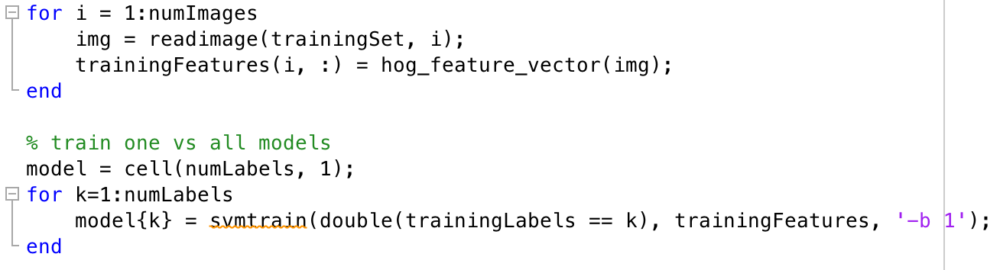 for i = 1:numImages
    img = readimage(trainingSet, i);
    trainingFeatures(i, :) = hog_feature_vector(img);
end

% train one vs all models
model = cell(numLabels, 1);
for k=1:numLabels
    model{k} = svmtrain(double(trainingLabels == k), trainingFeatures, '-b 1');
end